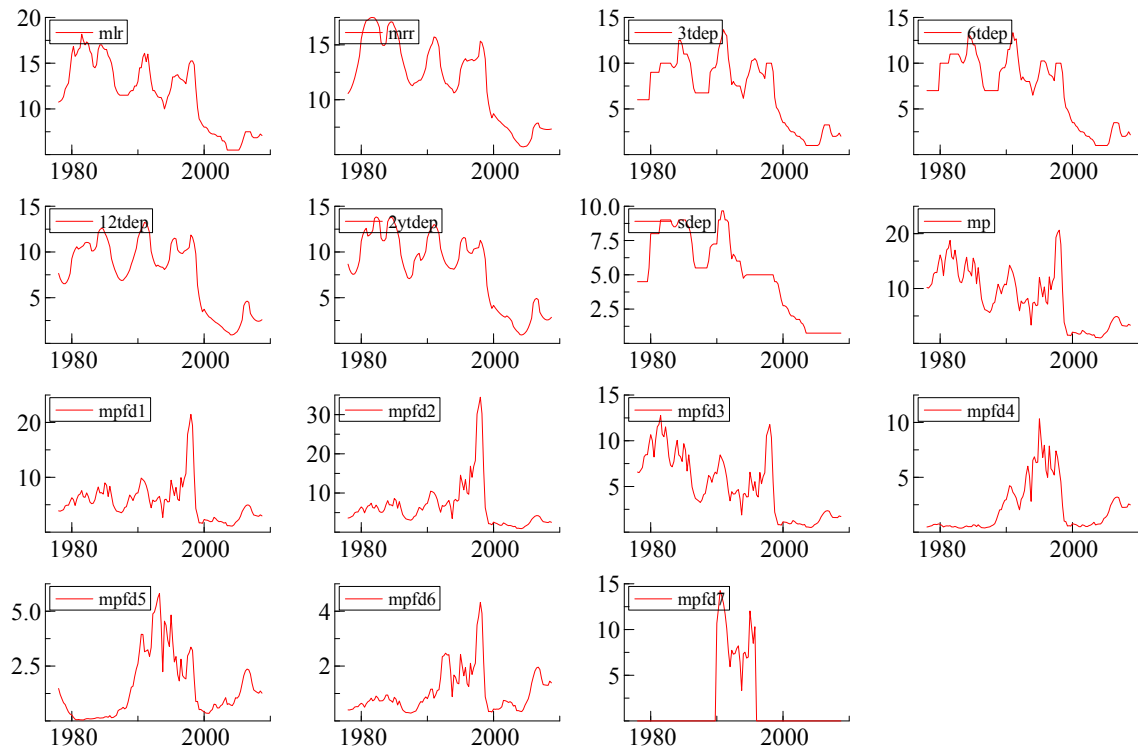 20 mlr
15
10
1980 2000
15 mrr
10
1980 2000
15 3tdep
10
5
1980 2000
15 6tdep
10
5
1980 2000
15 12tdep
10
5
1980 2000
15 2ytdep
10
5
1980 2000
10.0 sdep
7.5
5.0
2.5
1980 2000
20 mp
10
1980 2000
20 mpfd1
10
1980 2000
30 mpfd2
20
10
1980 2000
15 mpfd3
10
5
1980 2000
10 mpfd4
5
1980 2000
5.0 mpfd5
2.5
1980 2000
4 mpfd6
2
1980 2000
15 mpfd7
10
5
1980 2000